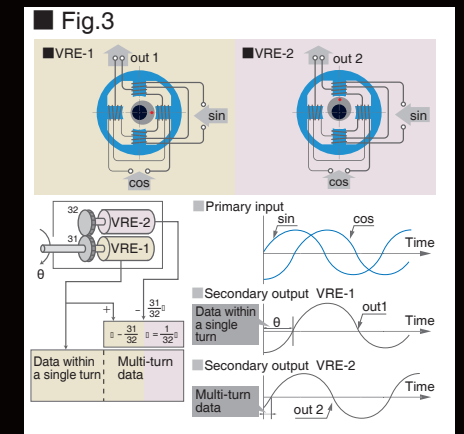 ■ Fig.3
■VRE-1
out 1
sin
cos
■VRE-2
out 2
sin
cos
32
VRE-2
31
VRE-1
θ
+
- 31/32▯
▯ - 31/32 ▯ = 1/32▯
Data within
a single turn
Multi-turn
data
■Primary input
sin
cos
Time
■Secondary output VRE-1
Data within
a single
turn
θ
out1
Time
■Secondary output VRE-2
Multi-turn
data
out 2
Time